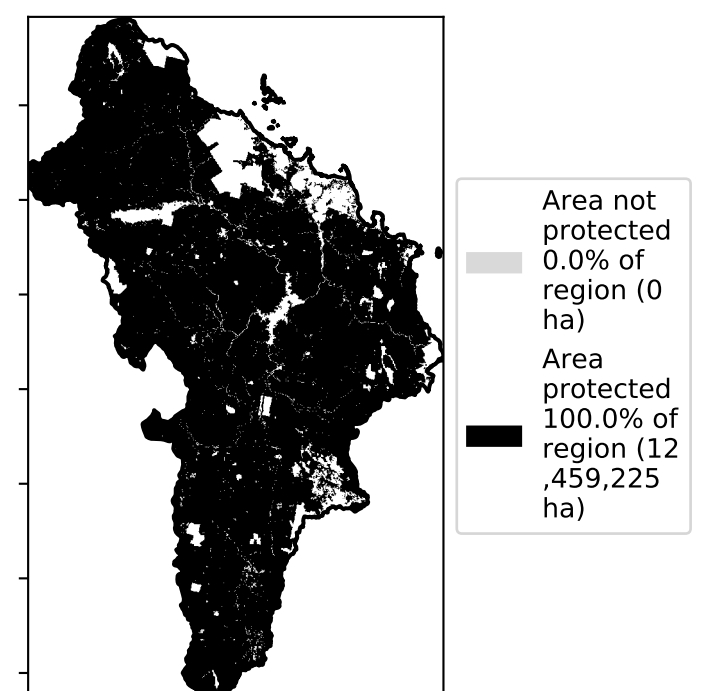 Area not
protected
0.0% of
region (0
ha)
Area
protected
100.0% of
region (12
,459,225
ha)